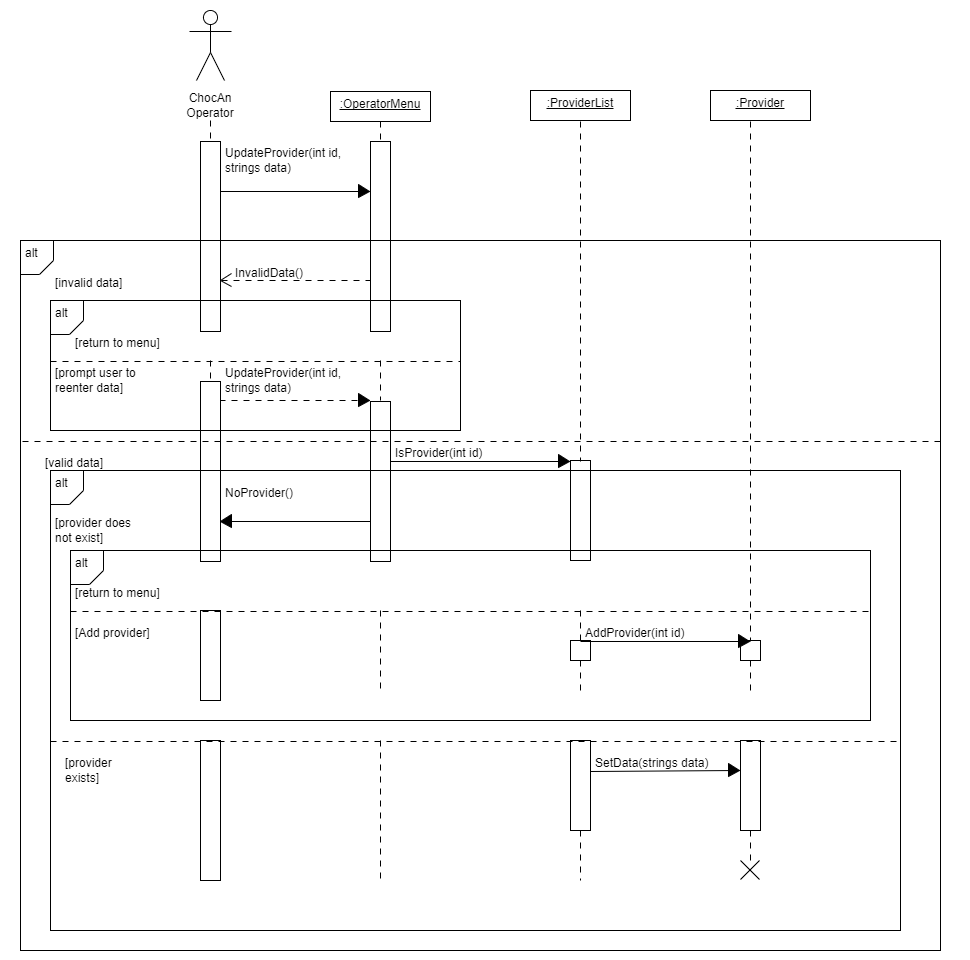 ChocAn
Operator
:OperatorMenu
:ProviderList
:Provider
UpdateProvider(int id,
strings data)
alt
InvalidData()
[invalid data]
alt
[return to menu]
[prompt user to
reenter data]
UpdateProvider(int id,
strings data)
[valid data]
IsProvider(int id)
alt
NoProvider()
[provider does
not exist]
alt
[return to menu]
[Add provider]
AddProvider(int id)
[provider
exists]
SetData(strings data)